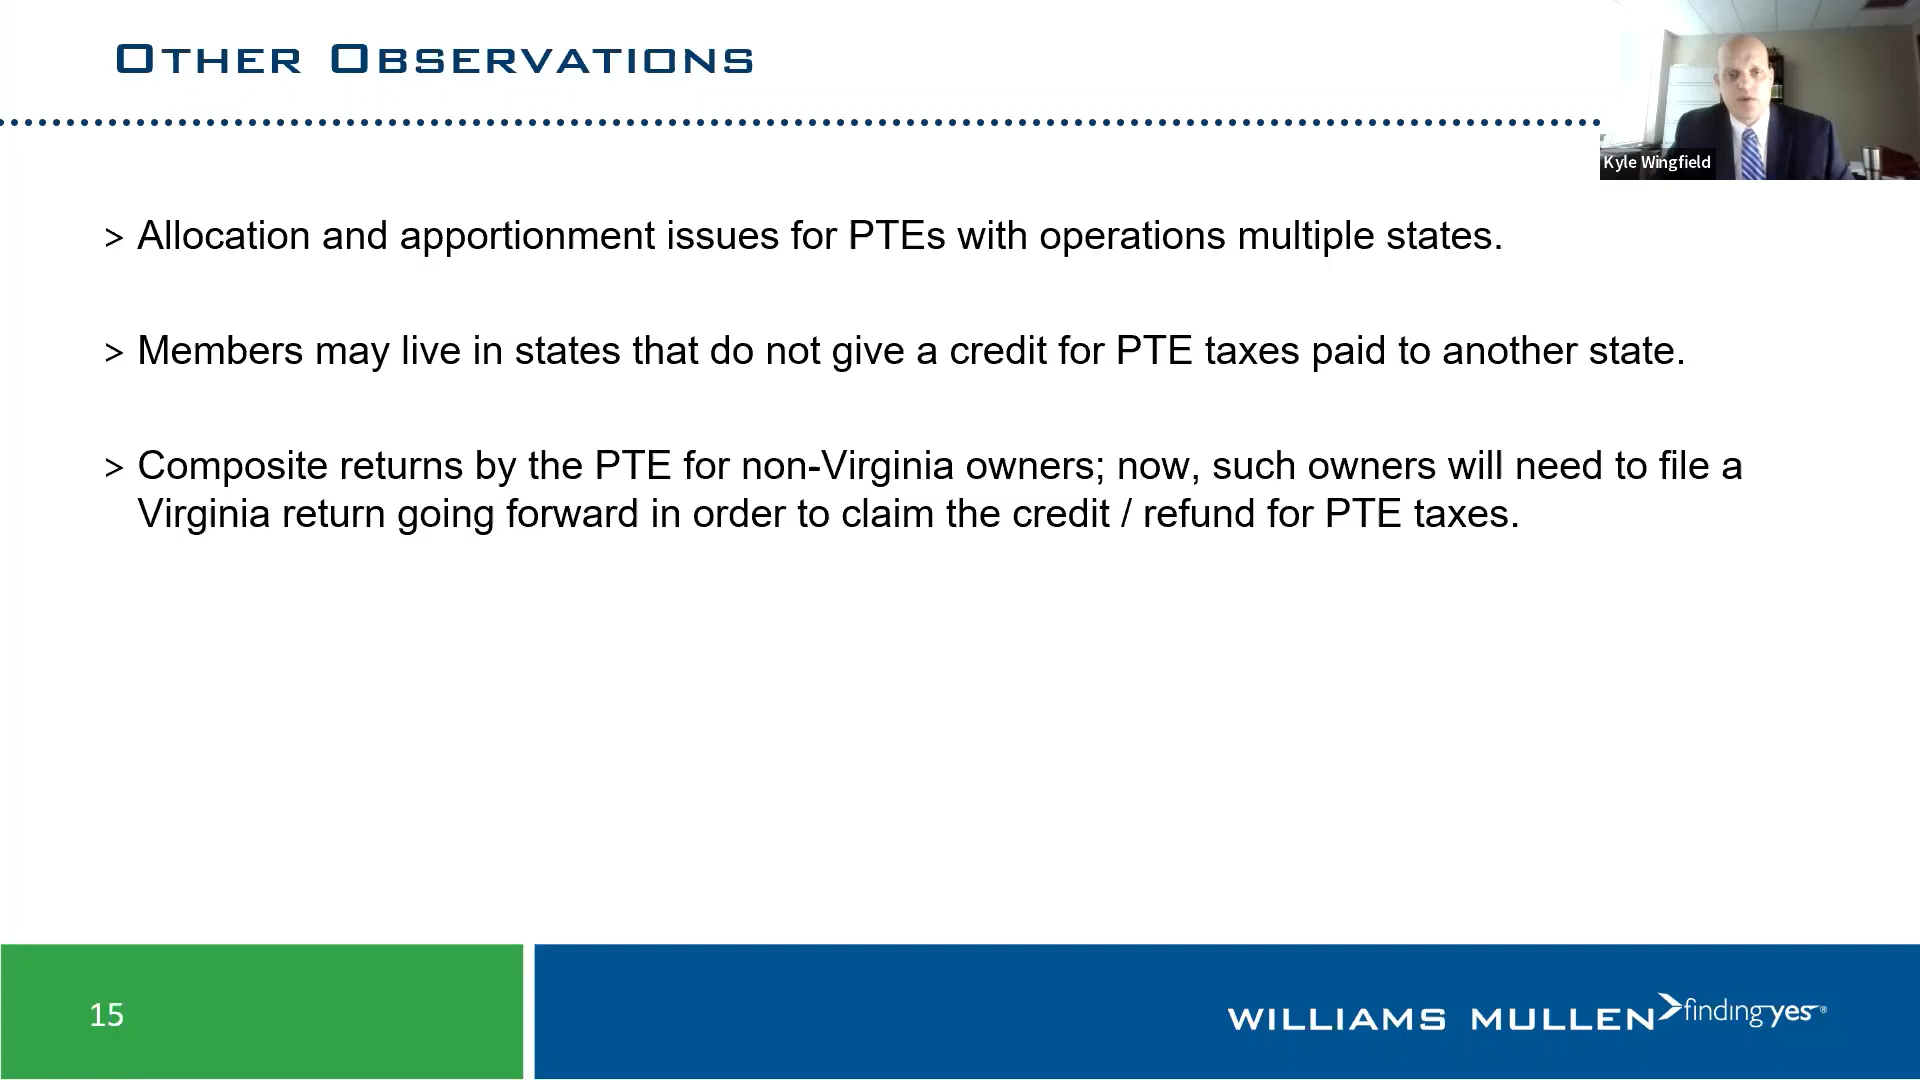 OTHER OBSERVATIONS
Kyle Wingfield
> Allocation and apportionment issues for PTEs with operations multiple states.
> Members may live in states that do not give a credit for PTE taxes paid to another state.
> Composite returns by the PTE for non-Virginia owners; now, such owners will need to file a
Virginia return going forward in order to claim the credit / refund for PTE taxes.
15
WILLIAMS MULLEN findingyes®